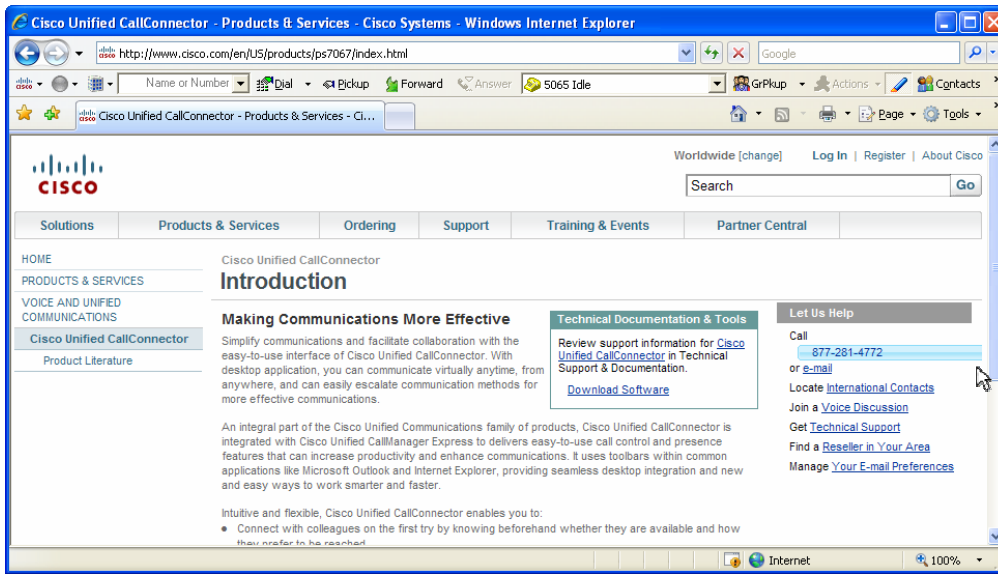 Cisco Unified CallConnector - Products & Services - Cisco Systems - Windows Internet Explorer
http://www.cisco.com/en/US/products/ps7067/index.html
Google
Name or Number Dial Pickup Forward Answer 5065 Idle GrPkup Actions Contacts
Cisco Unified CallConnector - Products & Services - Ci... Page Tools
Worldwide [change] Log In | Register | About Cisco
CISCO
Search Go
Solutions Products & Services Ordering Support Training & Events Partner Central
HOME
PRODUCTS & SERVICES
VOICE AND UNIFIED
COMMUNICATIONS
Cisco Unified CallConnector
Product Literature
Cisco Unified CallConnector
Introduction
Making Communications More Effective
Simplify communications and facilitate collaboration with the
easy-to-use interface of Cisco Unified CallConnector. With
desktop application, you can communicate virtually anytime, from
anywhere, and can easily escalate communication methods for
more effective communications.
Technical Documentation & Tools
Review support information for Cisco
Unified CallConnector in Technical
Support & Documentation.
Download Software
An integral part of the Cisco Unified Communications family of products, Cisco Unified CallConnector is
integrated with Cisco Unified CallManager Express to delivers easy-to-use call control and presence
features that can increase productivity and enhance communications. It uses toolbars within common
applications like Microsoft Outlook and Internet Explorer, providing seamless desktop integration and new
and easy ways to work smarter and faster.
Intuitive and flexible, Cisco Unified CallConnector enables you to:
• Connect with colleagues on the first try by knowing beforehand whether they are available and how
they prefer to be reached
Let Us Help
Call
877-281-4772
or e-mail
Locate International Contacts
Join a Voice Discussion
Get Technical Support
Find a Reseller in Your Area
Manage Your E-mail Preferences
Internet 100%